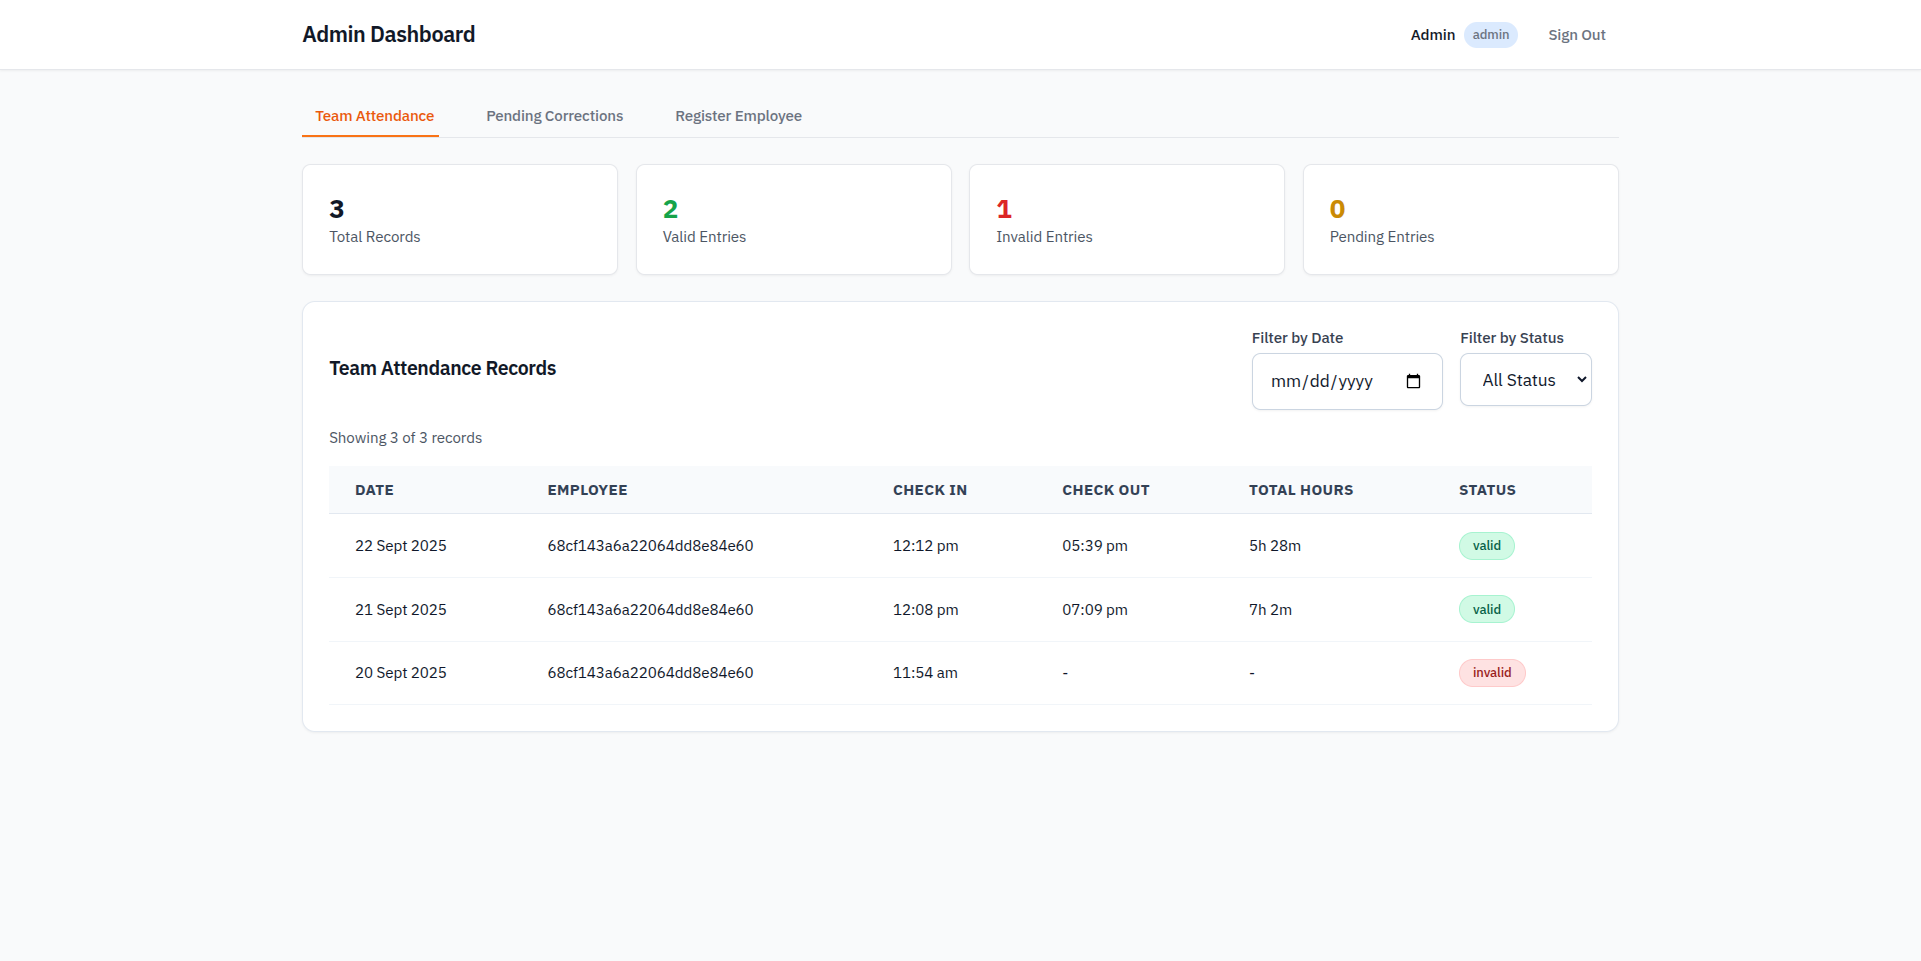 Admin Dashboard
Admin admin Sign Out
Team Attendance Pending Corrections Register Employee
3
Total Records
2
Valid Entries
1
Invalid Entries
0
Pending Entries
Team Attendance Records
Filter by Date
mm/dd/yyyy
Filter by Status
All Status
Showing 3 of 3 records
DATE EMPLOYEE CHECK IN CHECK OUT TOTAL HOURS STATUS
22 Sept 2025 68cf143a6a22064dd8e84e60 12:12 pm 05:39 pm 5h 28m valid
21 Sept 2025 68cf143a6a22064dd8e84e60 12:08 pm 07:09 pm 7h 2m valid
20 Sept 2025 68cf143a6a22064dd8e84e60 11:54 am - - invalid